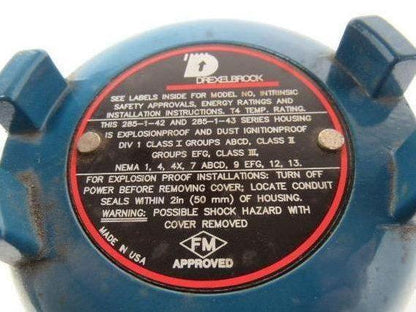 DREXELBROOK
SEE LABELS INSIDE FOR MODEL NO, INTRINSIC
SAFETY APPROVALS, ENERGY RATINGS AND
INSTALLATION INSTRUCTIONS. T4 TEMP. RATING.
THIS 285-1-42 AND 285-1-43 SERIES HOUSING
IS EXPLOSIONPROOF AND DUST IGNITIONPROOF
DIV 1 CLASS I GROUPS ABCD, CLASS II
GROUPS EFG, CLASS III,
NEMA 1, 4, 4X, 7 ABCD, 9 EFG, 12, 13.
FOR EXPLOSION PROOF INSTALLATIONS: TURN OFF
POWER BEFORE REMOVING COVER; LOCATE CONDUIT
SEALS WITHIN 2in (50 mm) OF HOUSING.
WARNING: POSSIBLE SHOCK HAZARD WITH
COVER REMOVED
MADE IN USA
FM
APPROVED